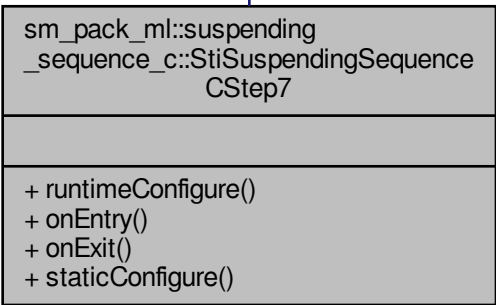 sm_pack_ml::suspending
_sequence_c::StiSuspendingSequence
CStep7
+ runtimeConfigure()
+ onEntry()
+ onExit()
+ staticConfigure()